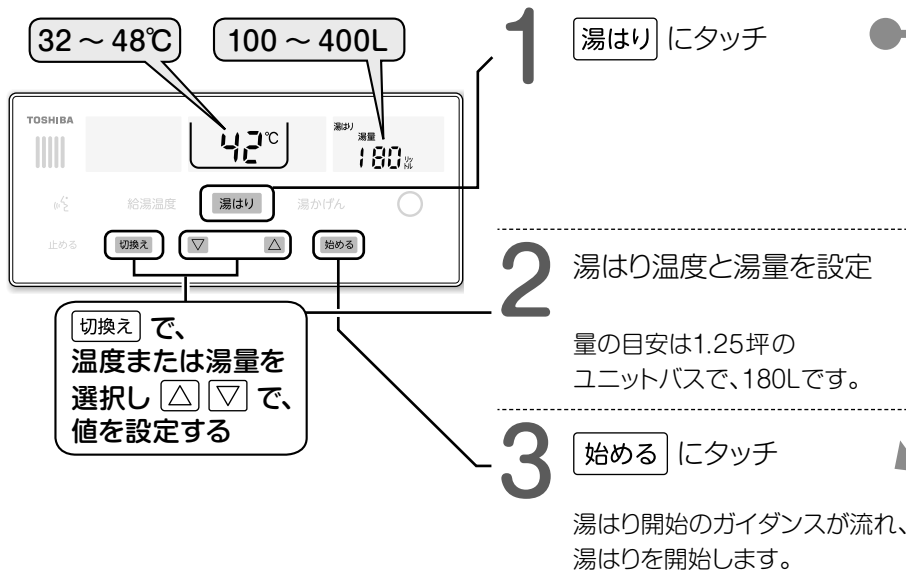 32 ～ 48℃
100 ～ 400L
TOSHIBA
42℃
湯はり
湯量
180 リットル
給湯温度
湯はり
湯かげん
止める
切換え
▽
△
始める
切換え で、
温度または湯量を
選択し △ ▽ で、
値を設定する
1
湯はり にタッチ
2
湯はり温度と湯量を設定
量の目安は1.25坪の
ユニットバスで、180Lです。
3
始める にタッチ
湯はり開始のガイダンスが流れ、
湯はりを開始します。